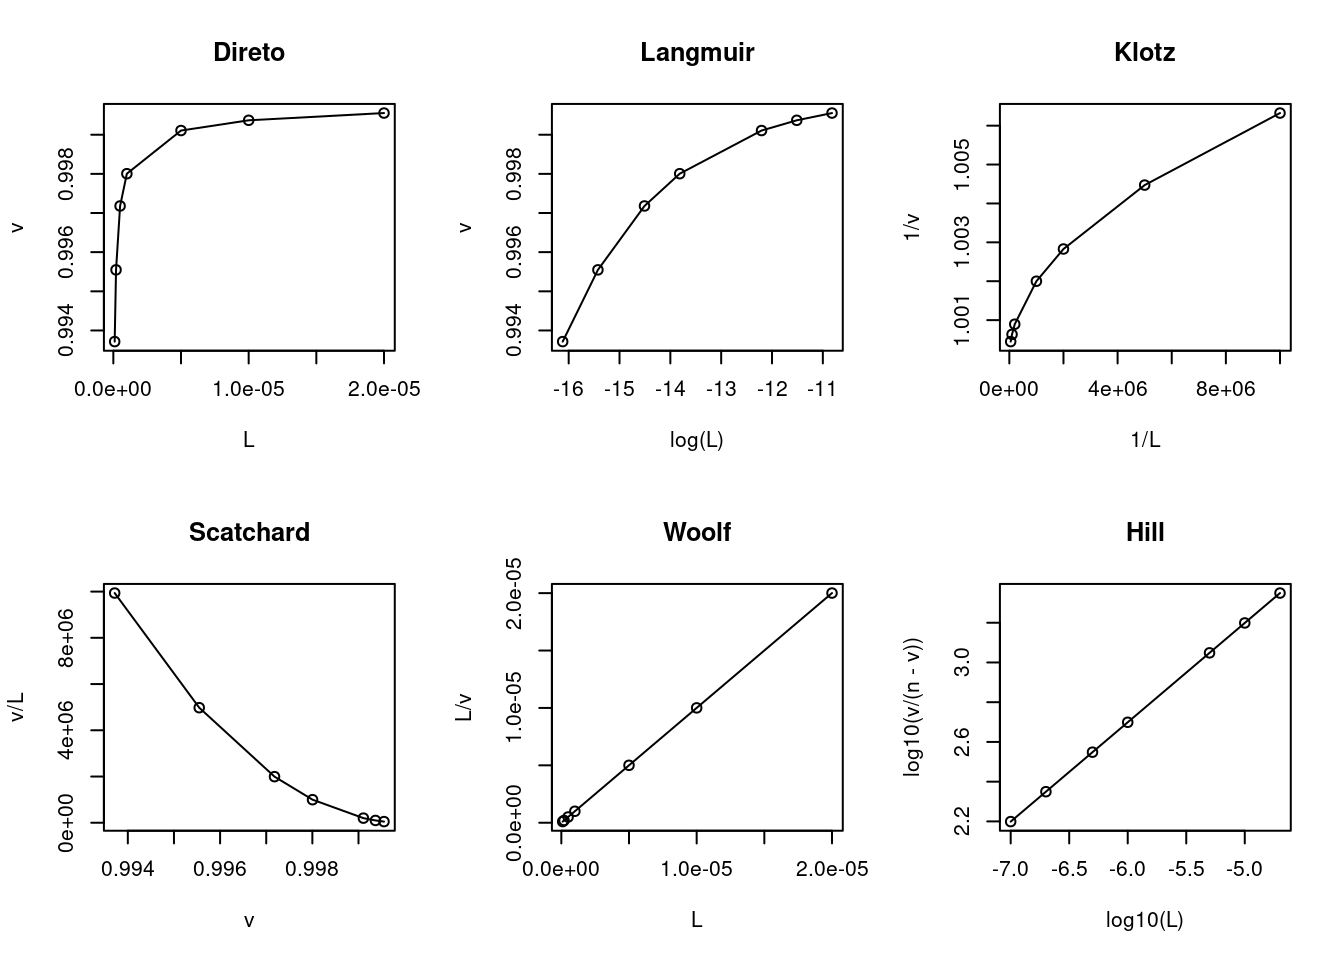 Direto
v
0.994 0.996 0.998
0.0e+00 1.0e-05 2.0e-05
L
Langmuir
v
0.994 0.996 0.998
-16 -15 -14 -13 -12 -11
log(L)
Klotz
1/v
1.001 1.003 1.005
0e+00 4e+06 8e+06
1/L
Scatchard
v/L
0e+00 4e+06 8e+06
0.994 0.996 0.998
v
Woolf
L/v
0.0e+00 1.0e-05 2.0e-05
0.0e+00 1.0e-05 2.0e-05
L
Hill
log10(v/(n - v))
2.2 2.6 3.0
-7.0 -6.5 -6.0 -5.5 -5.0
log10(L)